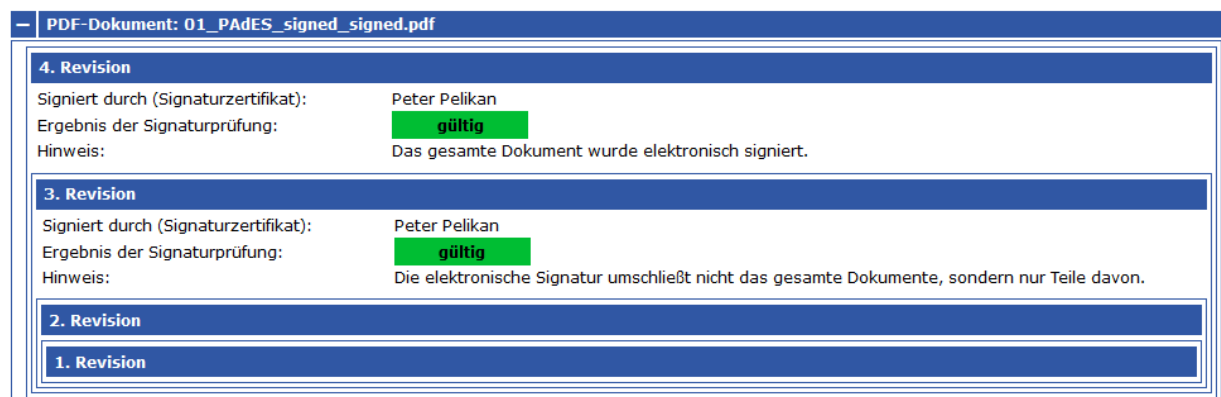 PDF-Dokument: 01_PAdES_signed_signed.pdf
4. Revision
Signiert durch (Signaturzertifikat): Peter Pelikan
Ergebnis der Signaturprüfung: gültig
Hinweis: Das gesamte Dokument wurde elektronisch signiert.
3. Revision
Signiert durch (Signaturzertifikat): Peter Pelikan
Ergebnis der Signaturprüfung: gültig
Hinweis: Die elektronische Signatur umschließt nicht das gesamte Dokumente, sondern nur Teile davon.
2. Revision
1. Revision